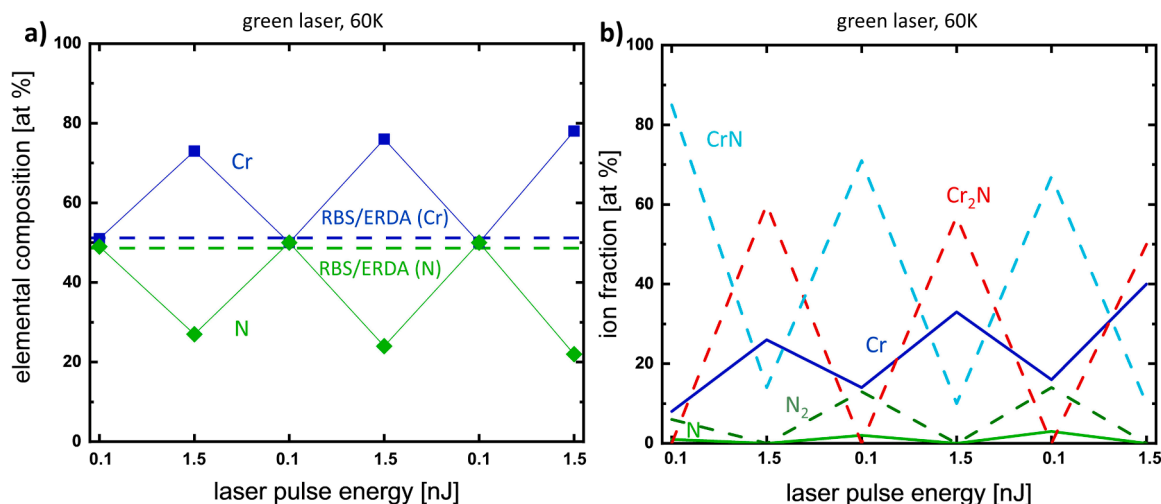 green laser, 60K
a)
elemental composition [at %]
100
80
60
40
20
0
Cr
RBS/ERDA (Cr)
RBS/ERDA (N)
N
0.1 1.5 0.1 1.5 0.1 1.5
laser pulse energy [nJ]
green laser, 60K
b)
ion fraction [at %]
100
80
60
40
20
0
CrN
Cr₂N
Cr
N₂
N
0.1 1.5 0.1 1.5 0.1 1.5
laser pulse energy [nJ]